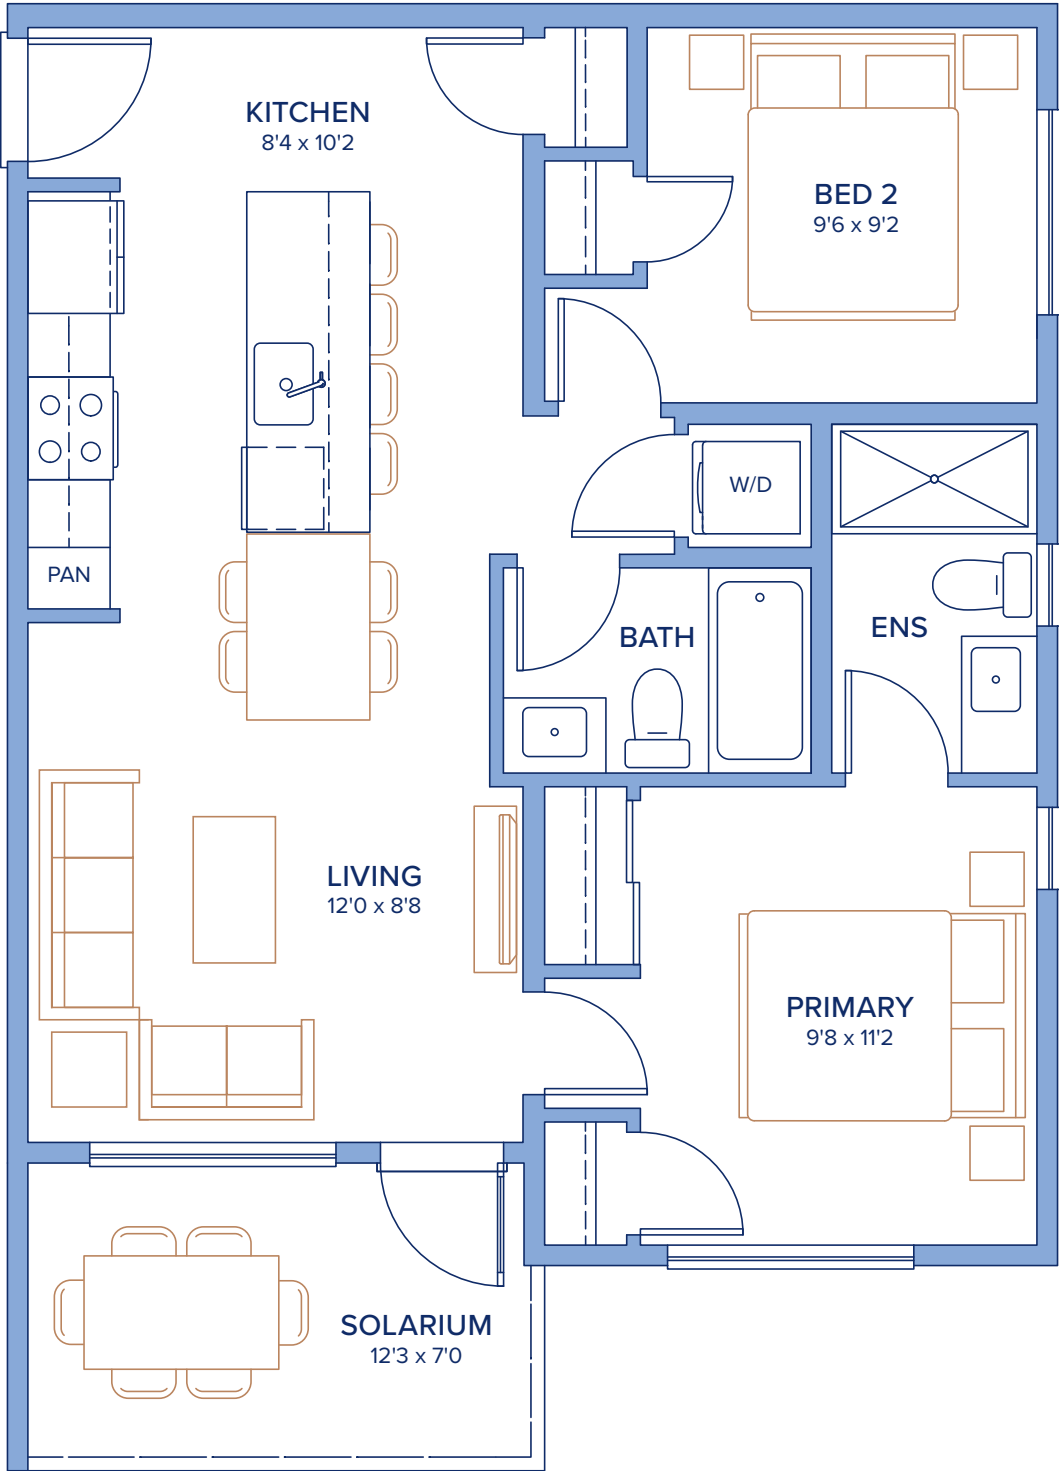 KITCHEN
8'4 x 10'2
BED 2
9'6 x 9'2
W/D
PAN
BATH
ENS
LIVING
12'0 x 8'8
PRIMARY
9'8 x 11'2
SOLARIUM
12'3 x 7'0